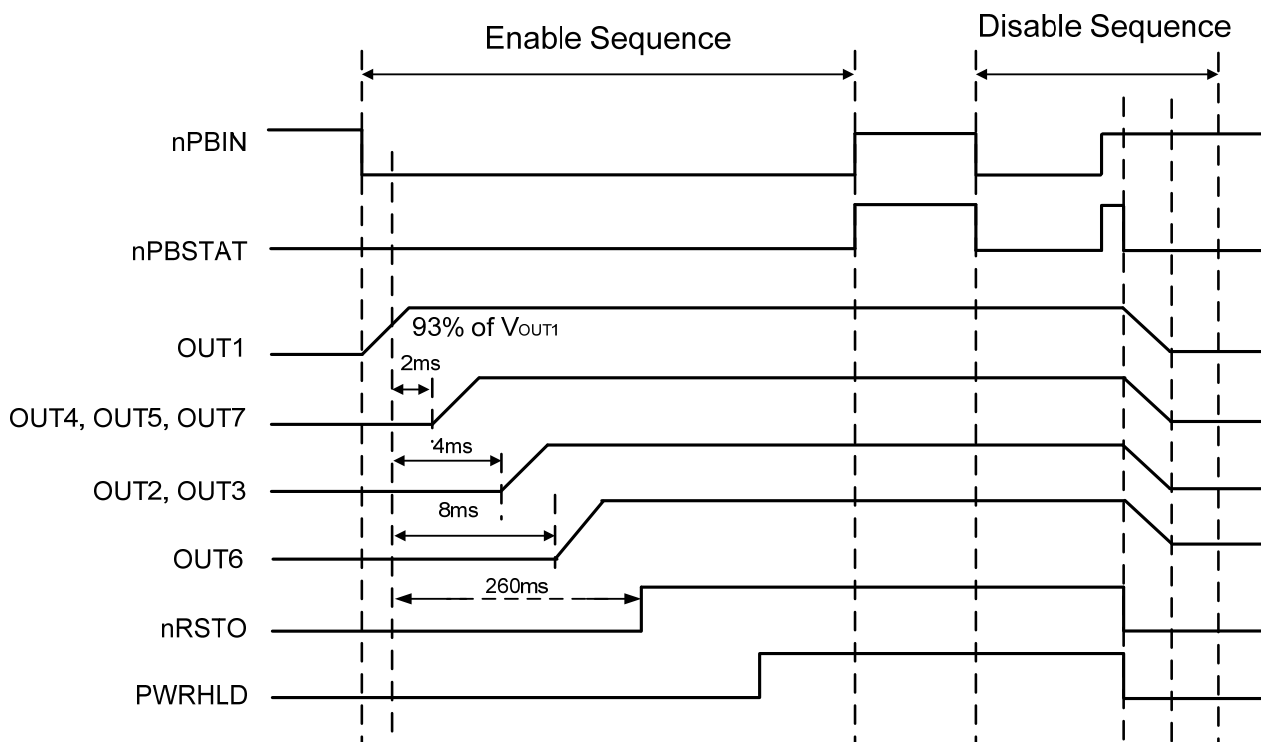 Enable Sequence
Disable Sequence
nPBIN
nPBSTAT
OUT1
93% of VOUT1
2ms
OUT4, OUT5, OUT7
4ms
OUT2, OUT3
8ms
OUT6
260ms
nRSTO
PWRHLD